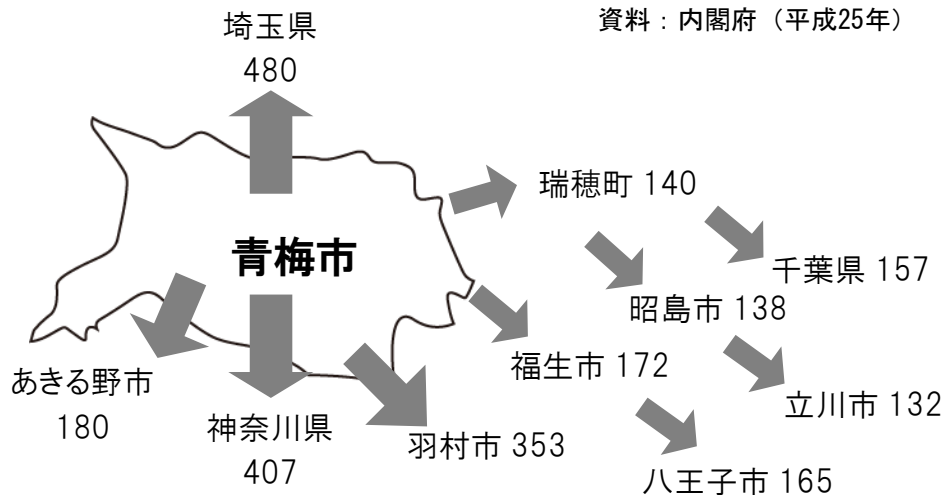 埼玉県
480
資料：内閣府（平成25年）
瑞穂町 140
青梅市
千葉県 157
昭島市 138
福生市 172
あきる野市
180
立川市 132
神奈川県
407
羽村市 353
八王子市 165